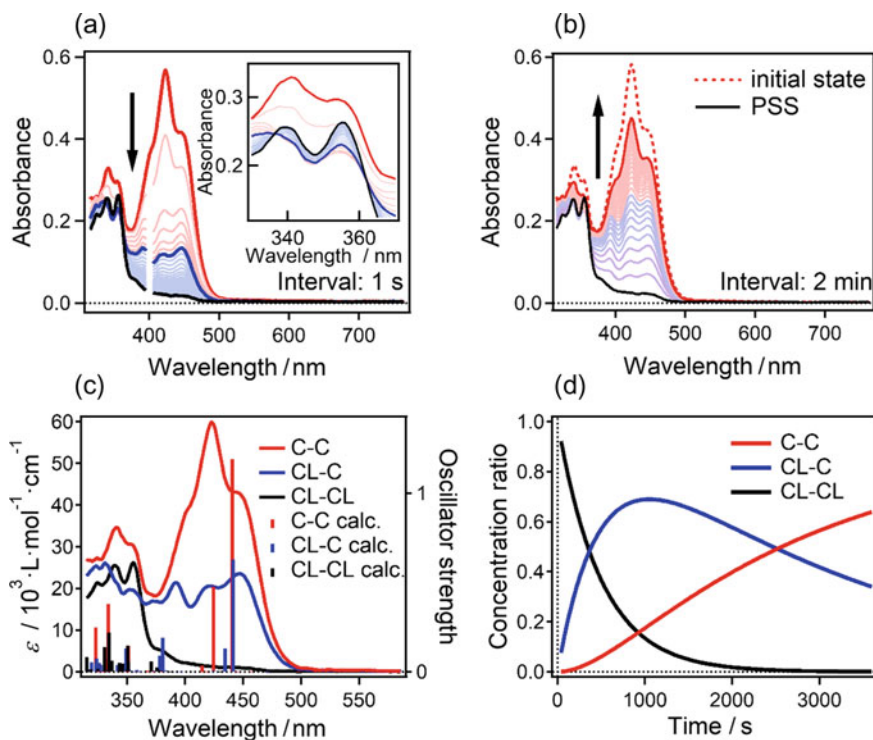 (a)
0.6
0.4
0.2
0.0
Absorbance
400
500
600
700
Wavelength / nm
Interval: 1 s
Absorbance
0.3
0.2
340
360
Wavelength / nm
(b)
0.6
0.4
0.2
0.0
Absorbance
initial state
PSS
Interval: 2 min
400
500
600
700
Wavelength / nm
(c)
60
50
40
30
20
10
0
ε / 10³·L·mol⁻¹·cm⁻¹
C-C
CL-C
CL-CL
C-C calc.
CL-C calc.
CL-CL calc.
1
0
Oscillator strength
350
400
450
500
550
Wavelength / nm
(d)
1.0
0.8
0.6
0.4
0.2
0.0
Concentration ratio
C-C
CL-C
CL-CL
0
1000
2000
3000
Time / s